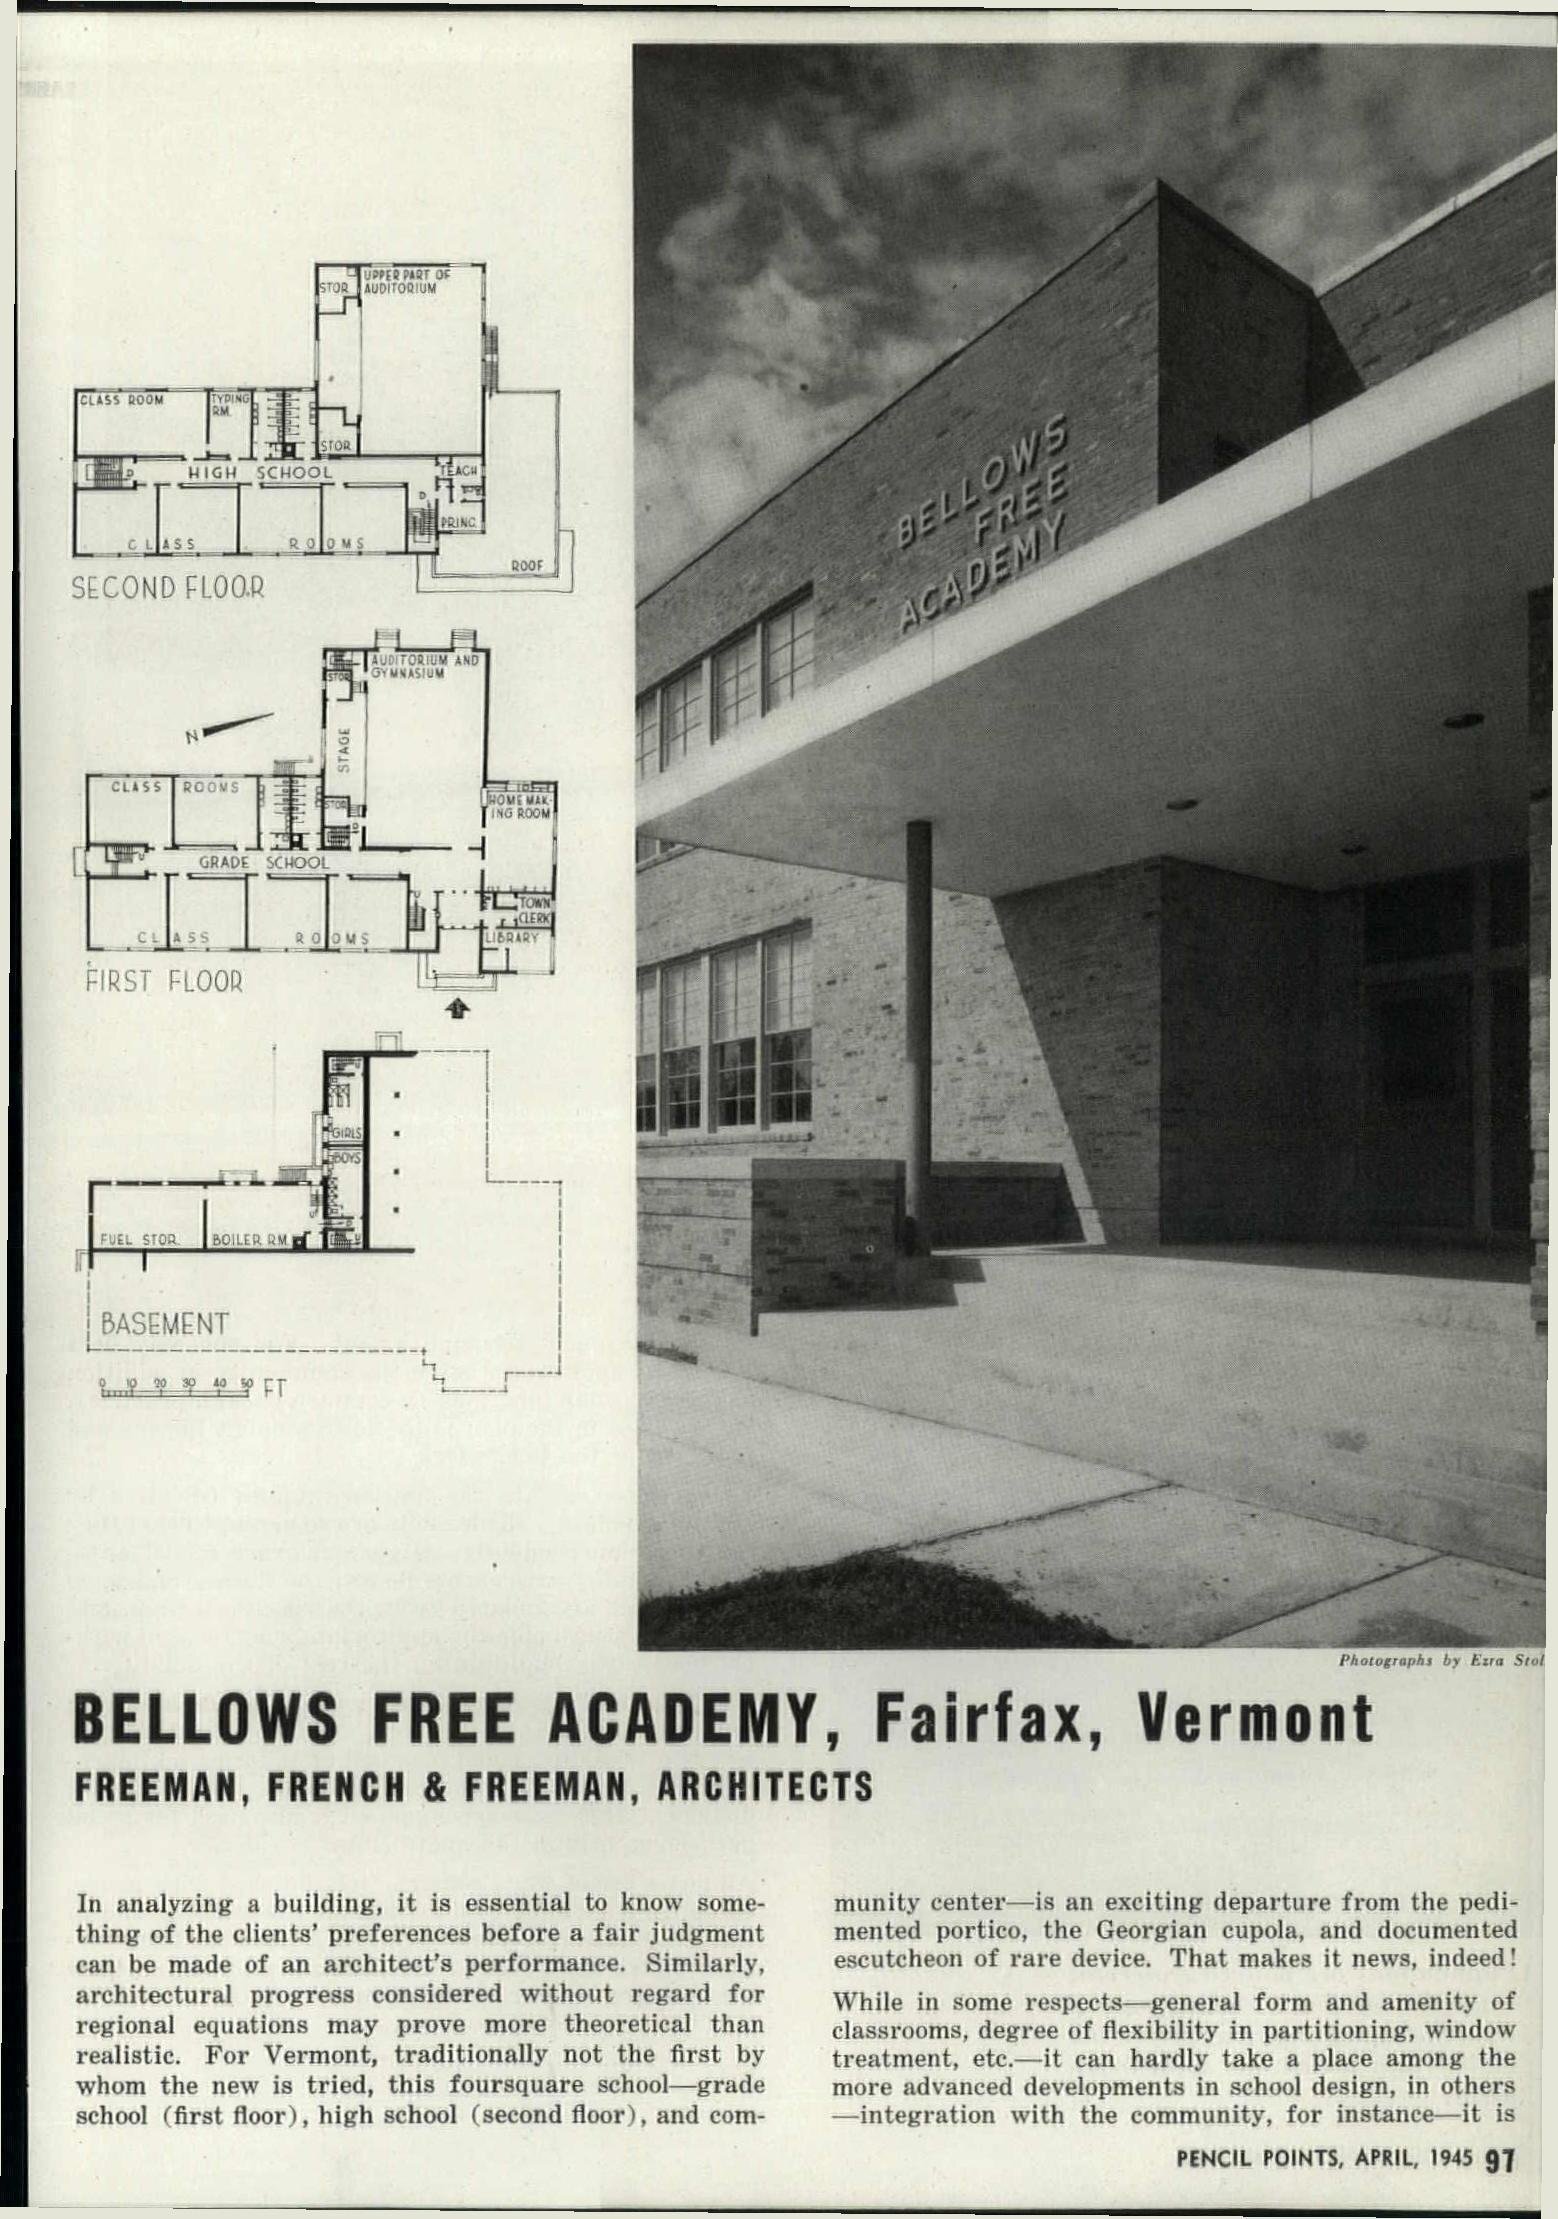 UPPER PART OF
STOR. AUDITORIUM
CLASS ROOM
TYPING
RM.
STOR.
HIGH SCHOOL
TEACH
D
D
PRINC.
CLASS ROOMS
ROOF
SECOND FLOOR
AUDITORIUM AND
GYMNASIUM
STOR.
N
STAGE
CLASS ROOMS
HOME MAK-
ING ROOM
STOR.
D
U
GRADE SCHOOL
U
TOWN
CLERK
CLASS ROOMS
LIBRARY
FIRST FLOOR
GIRLS
BOYS
FUEL STOR.
BOILER RM.
U
BASEMENT
0 10 20 30 40 50 FT
BELLOWS
FREE
ACADEMY
Photographs by Ezra Stol
BELLOWS FREE ACADEMY, Fairfax, Vermont
FREEMAN, FRENCH & FREEMAN, ARCHITECTS
In analyzing a building, it is essential to know some-
thing of the clients' preferences before a fair judgment
can be made of an architect's performance. Similarly,
architectural progress considered without regard for
regional equations may prove more theoretical than
realistic. For Vermont, traditionally not the first by
whom the new is tried, this foursquare school—grade
school (first floor), high school (second floor), and com-
munity center—is an exciting departure from the pedi-
mented portico, the Georgian cupola, and documented
escutcheon of rare device. That makes it news, indeed!
While in some respects—general form and amenity of
classrooms, degree of flexibility in partitioning, window
treatment, etc.—it can hardly take a place among the
more advanced developments in school design, in others
—integration with the community, for instance—it is
PENCIL POINTS, APRIL, 1945 97